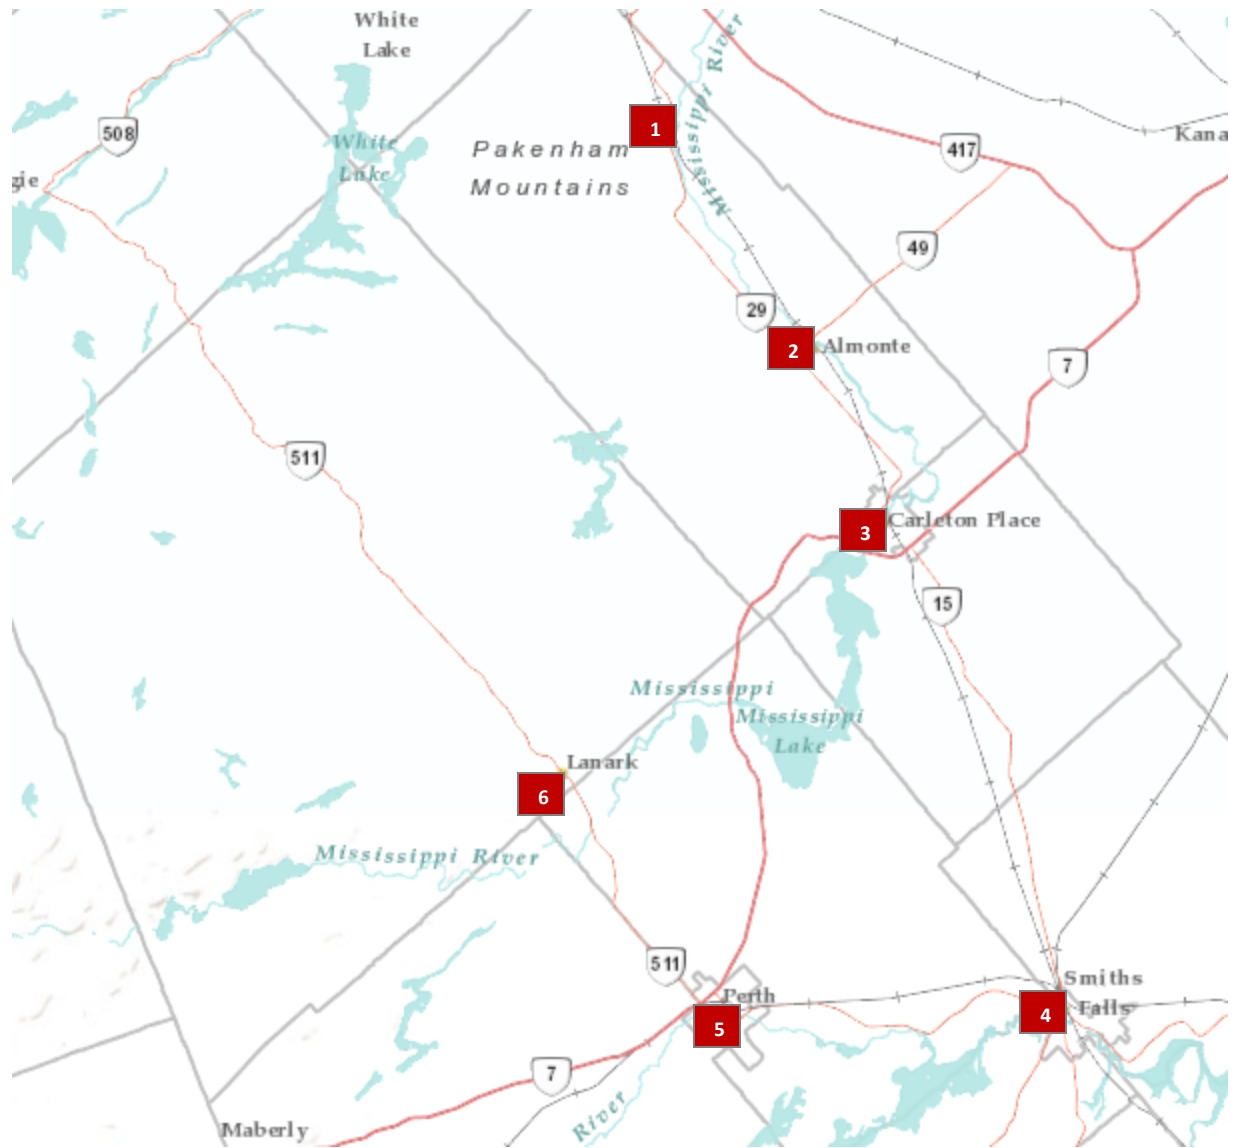 White
Lake
Mississippi River
508
1
White
Lake
Pakenham
Mountains
417
Kana
gie
49
29
2
Almonte
7
511
3
Carleton Place
15
Mississippi
Mississippi
Lake
Lanark
6
Mississippi River
511
Perth
5
Smiths
Falls
4
7
River
Maberly